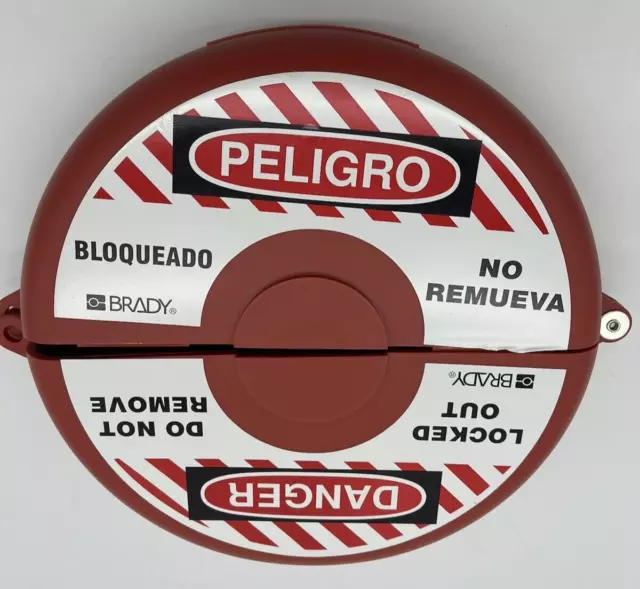 PELIGRO
BLOQUEADO
NO
REMUEVA
BRADY®
DANGER
LOCKED
OUT
DO NOT
REMOVE
BRADY®